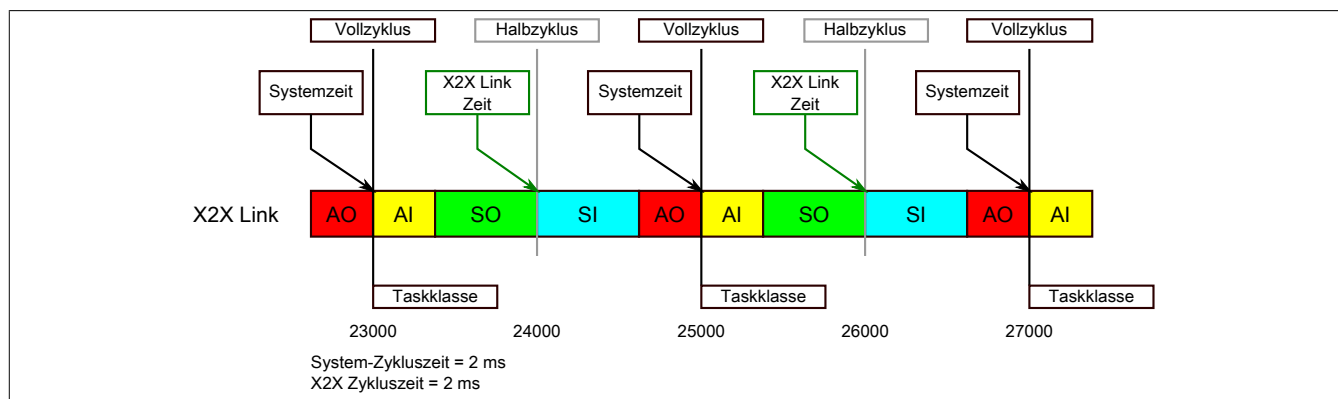 Vollzyklus Halbzyklus Vollzyklus Halbzyklus Vollzyklus
Systemzeit X2X Link Zeit Systemzeit X2X Link Zeit Systemzeit
X2X Link AO AI SO SI AO AI SO SI AO AI
Taskklasse Taskklasse Taskklasse
23000 24000 25000 26000 27000
System-Zykluszeit = 2 ms
X2X Zykluszeit = 2 ms